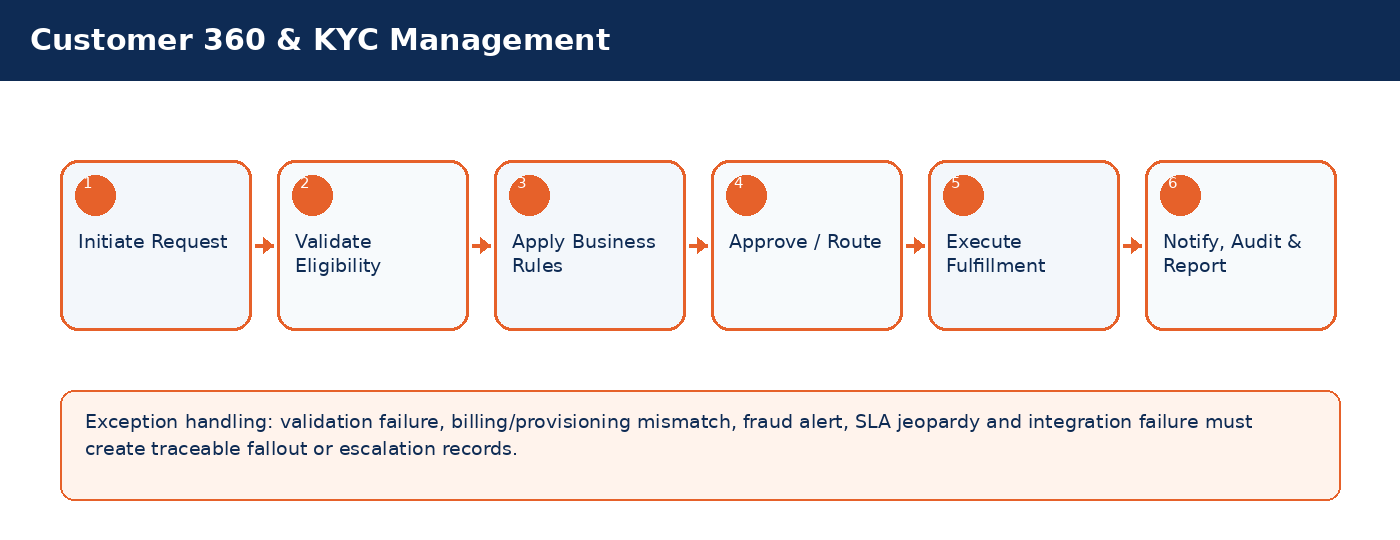 Customer 360 & KYC Management
1
Initiate Request
2
Validate
Eligibility
3
Apply Business
Rules
4
Approve / Route
5
Execute
Fulfillment
6
Notify, Audit &
Report
Exception handling: validation failure, billing/provisioning mismatch, fraud alert, SLA jeopardy and integration failure must
create traceable fallout or escalation records.